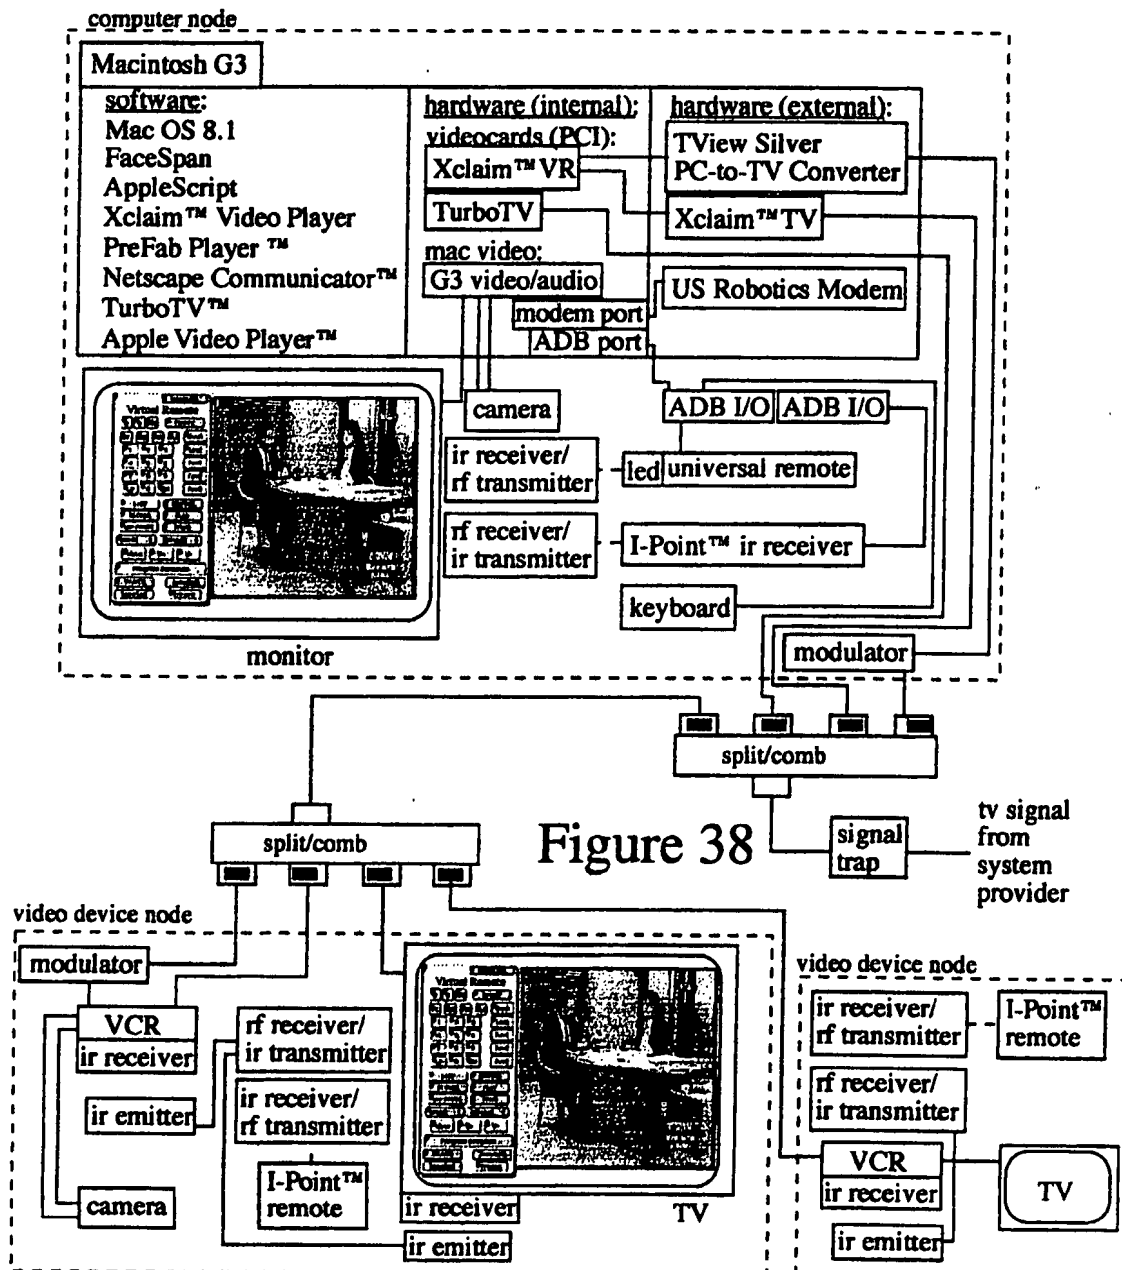 computer node
Macintosh G3
software:
Mac OS 8.1
FaceSpan
AppleScript
Xclaim™ Video Player
PreFab Player ™
Netscape Communicator™
TurboTV™
Apple Video Player™
hardware (internal):
videocards (PCI):
Xclaim™ VR
TurboTV
mac video:
G3 video/audio
modem port
ADB port
hardware (external):
TView Silver
PC-to-TV Converter
Xclaim™ TV
US Robotics Modem
Virtual Remote
monitor
camera
ADB I/O
ADB I/O
ir receiver/
rf transmitter
led
universal remote
rf receiver/
ir transmitter
I-Point™ ir receiver
keyboard
modulator
split/comb
split/comb
Figure 38
signal
trap
tv signal
from
system
provider
video device node
modulator
VCR
ir receiver
ir emitter
camera
rf receiver/
ir transmitter
ir receiver/
rf transmitter
I-Point™
remote
Virtual Remote
ir receiver
TV
ir emitter
video device node
ir receiver/
rf transmitter
I-Point™
remote
rf receiver/
ir transmitter
VCR
ir receiver
TV
ir emitter